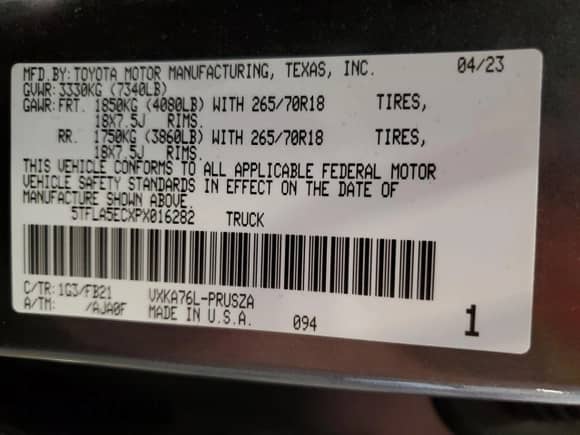 MFD.BY:TOYOTA MOTOR MANUFACTURING, TEXAS, INC. 04/23
GVWR:3330KG (7340LB)
GAWR:FRT. 1850KG (4080LB) WITH 265/70R18 TIRES,
18X7.5J RIMS.
RR. 1750KG (3860LB) WITH 265/70R18 TIRES,
18X7.5J RIMS.
THIS VEHICLE CONFORMS TO ALL APPLICABLE FEDERAL MOTOR
VEHICLE SAFETY STANDARDS IN EFFECT ON THE DATE OF
MANUFACTURE SHOWN ABOVE.
5TFLA5ECXPX016282 TRUCK
C/TR: 1G3/FB21 VXKA76L-PRUSZA
A/TM: /AJA0F MADE IN U.S.A. 094 1